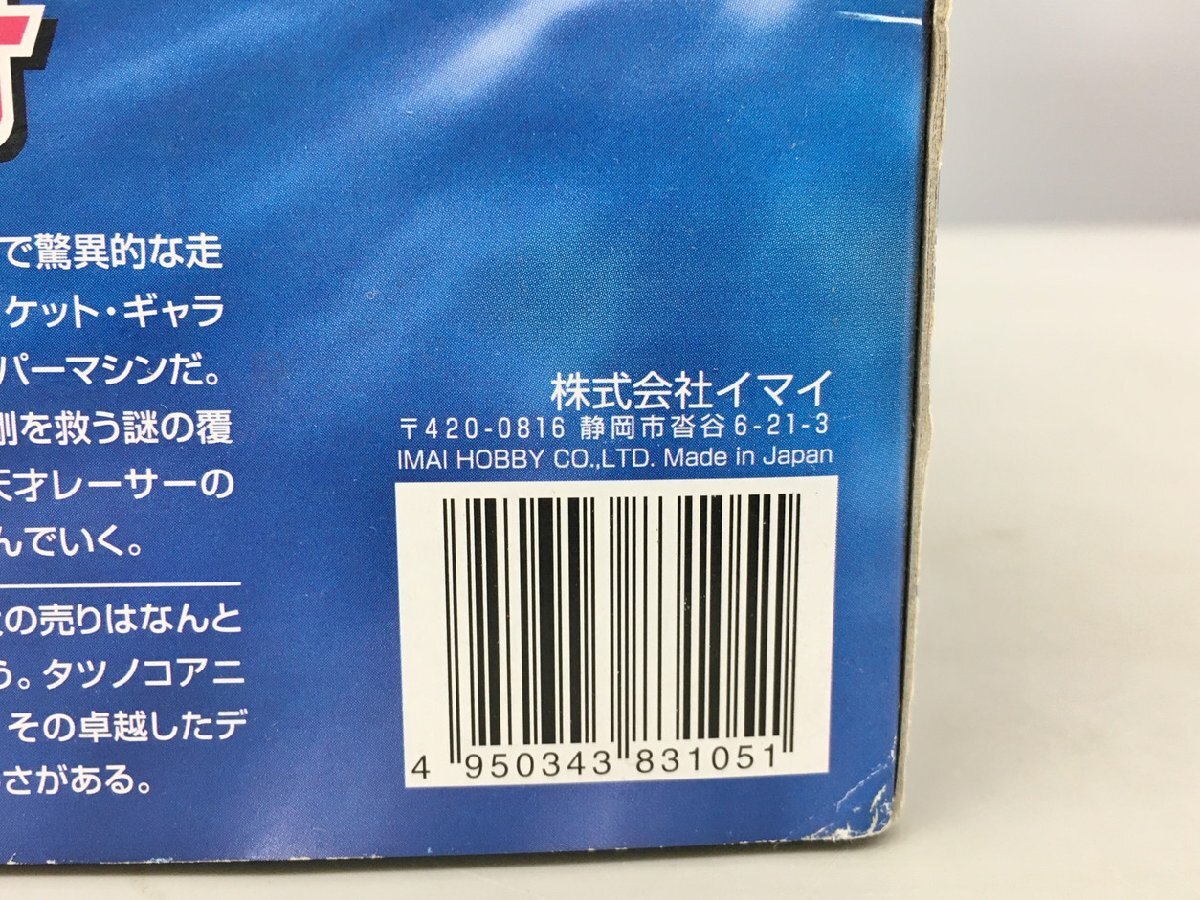 で驚異的な走
ケット・ギャラ
パーマシンだ。
剛を救う謎の覆
天才レーサーの
んでいく。
の売りはなんと
う。タツノコアニ
その卓越したデ
さがある。
株式会社イマイ
〒420-0816 静岡市沓谷6-21-3
IMAI HOBBY CO.,LTD. Made in Japan
4 950343 831051